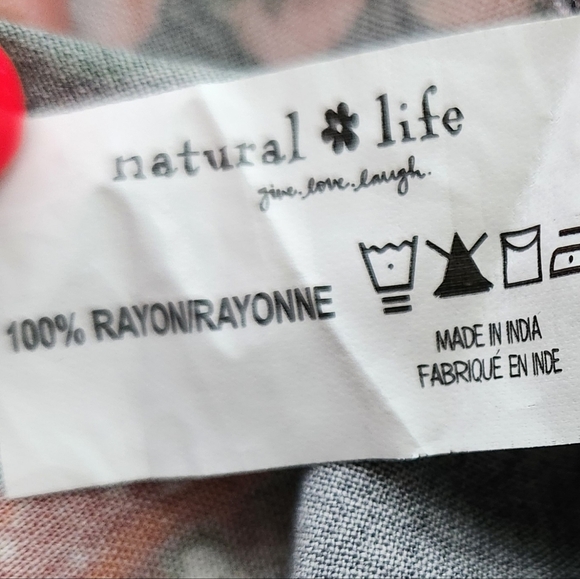 natural life
give.love.laugh.
100% RAYON/RAYONNE
MADE IN INDIA
FABRIQUÉ EN INDE